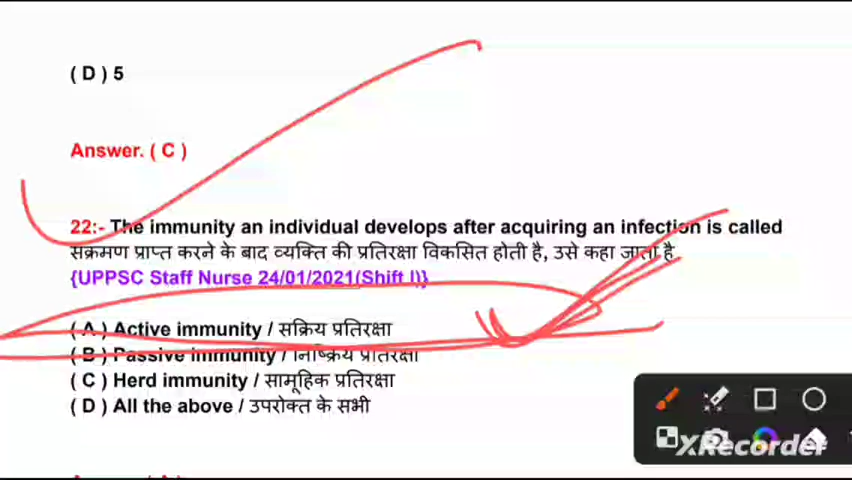 ( D ) 5
Answer. ( C )
22:- The immunity an individual develops after acquiring an infection is called
सक्रमण प्राप्त करने के बाद व्यक्ति की प्रतिरक्षा विकसित होती है, उसे कहा जाता है
{UPPSC Staff Nurse 24/01/2021(Shift I)}
( A ) Active immunity / सक्रिय प्रतिरक्षा
( B ) Passive immunity / निष्क्रिय प्रतिरक्षा
( C ) Herd immunity / सामूहिक प्रतिरक्षा
( D ) All the above / उपरोक्त के सभी
XRecorder